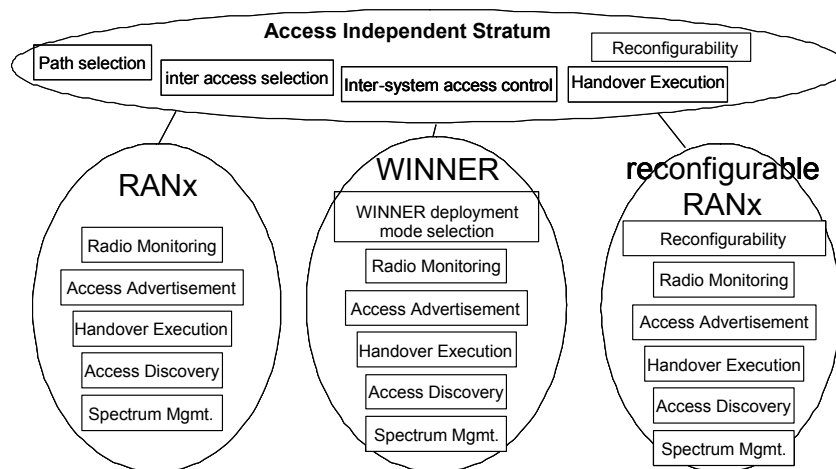 Access Independent Stratum
Reconfigurability
Path selection
inter access selection
Inter-system access control
Handover Execution
RANx
Radio Monitoring
Access Advertisement
Handover Execution
Access Discovery
Spectrum Mgmt.
WINNER
WINNER deployment
mode selection
Radio Monitoring
Access Advertisement
Handover Execution
Access Discovery
Spectrum Mgmt.
reconfigurable
RANx
Reconfigurability
Radio Monitoring
Access Advertisement
Handover Execution
Access Discovery
Spectrum Mgmt.